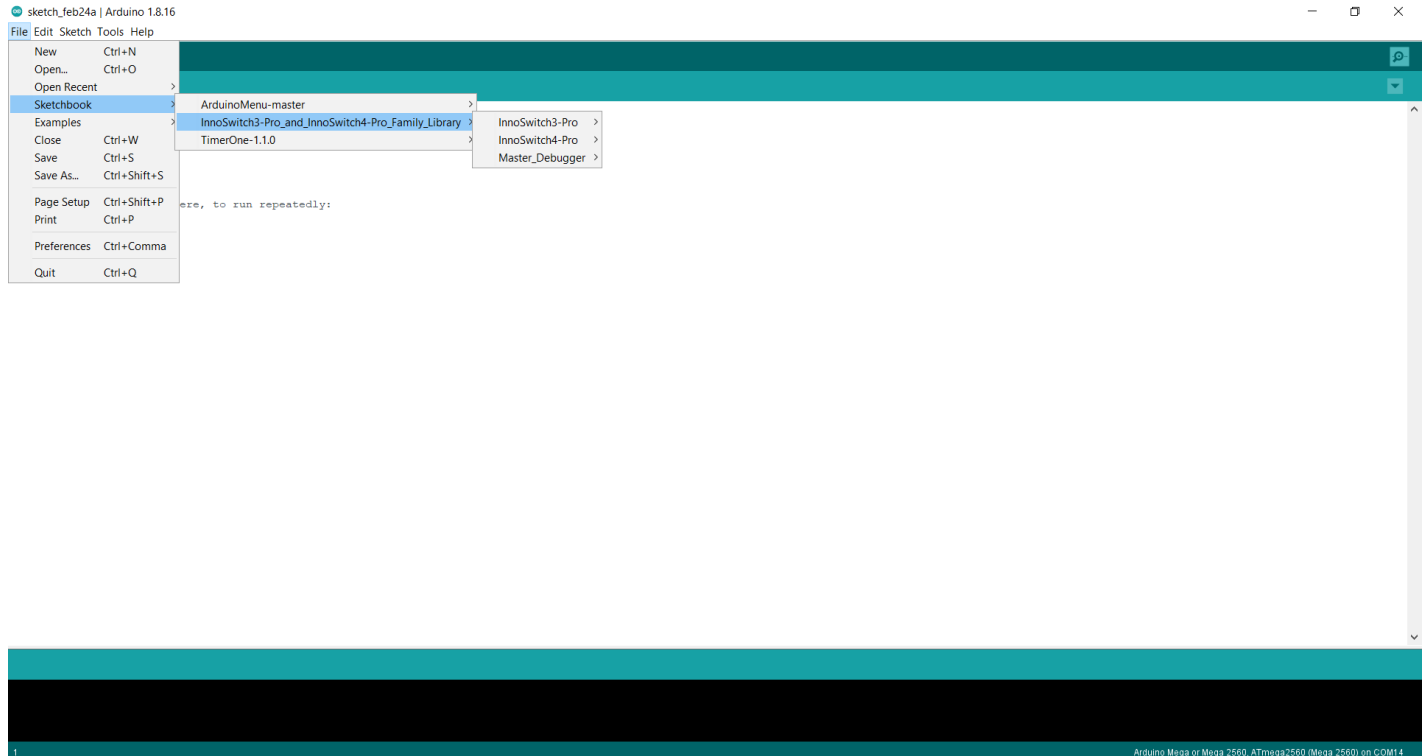 sketch_feb24a | Arduino 1.8.16
File Edit Sketch Tools Help
New Ctrl+N
Open... Ctrl+O
Open Recent
Sketchbook
Examples
Close Ctrl+W
Save Ctrl+S
Save As... Ctrl+Shift+S
Page Setup Ctrl+Shift+P
Print Ctrl+P
Preferences Ctrl+Comma
Quit Ctrl+Q
ArduinoMenu-master
InnoSwitch3-Pro_and_InnoSwitch4-Pro_Family_Library
TimerOne-1.1.0
InnoSwitch3-Pro
InnoSwitch4-Pro
Master_Debugger
ere, to run repeatedly:
1
Arduino Mega or Mega 2560, ATmega2560 (Mega 2560) on COM14